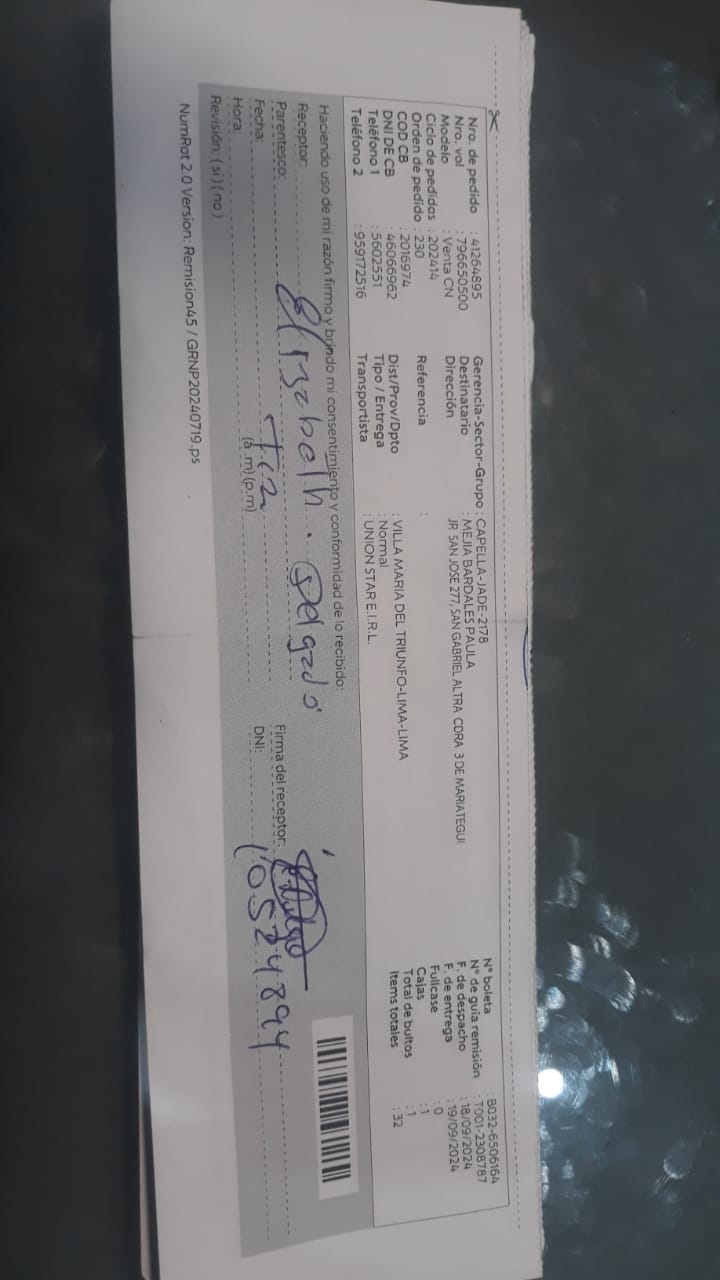 Nro. de pedido : 41264895
Nro. vol : 796650500
Modelo : Venta CN
Ciclo de pedidos : 202414
Orden de pedido : 230
COD CB : 2016974
DNI DE CB : 46066962
Teléfono 1 : 5602551
Teléfono 2 : 959172516
Gerencia-Sector-Grupo : CAPELLA-JADE-2178
Destinatario : MEJIA BARDALES PAULA
Dirección JR SAN JOSE 277, SAN GABRIEL ALTRA CDRA 3 DE MARIATEGUI
Referencia :
Dist/Prov/Dpto : VILLA MARIA DEL TRIUNFO-LIMA-LIMA
Tipo / Entrega : Normal
Transportista : UNION STAR E.I.R.L.
N° boleta : B032-6506164
N° de guía remisión : T001-2308787
F. de despacho : 18/09/2024
F. de entrega : 19/09/2024
Fullcase : 0
Cajas : 1
Total de bultos : 1
Items totales : 32
Haciendo uso de mi razón firmo y brindo mi consentimiento y conformidad de lo recibido:
Receptor: Elizabeth. Delgado
Parentesco: tia
Fecha:
Hora: (a .m) (p.m)
Firma del receptor:
DNI: 10524894
Revisión: ( si ) ( no )
NumRot 2.0 Version: Remision45 / GRNP20240719.ps